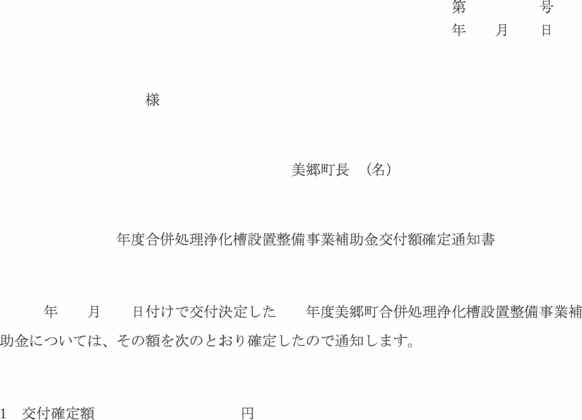 第　　　　　号
年　　月　　日
様
美郷町長　（名）
年度合併処理浄化槽設置整備事業補助金交付額確定通知書
年　　月　　日付けで交付決定した　　年度美郷町合併処理浄化槽設置整備事業補
助金については、その額を次のとおり確定したので通知します。
1　交付確定額　　　　　　　　　　円